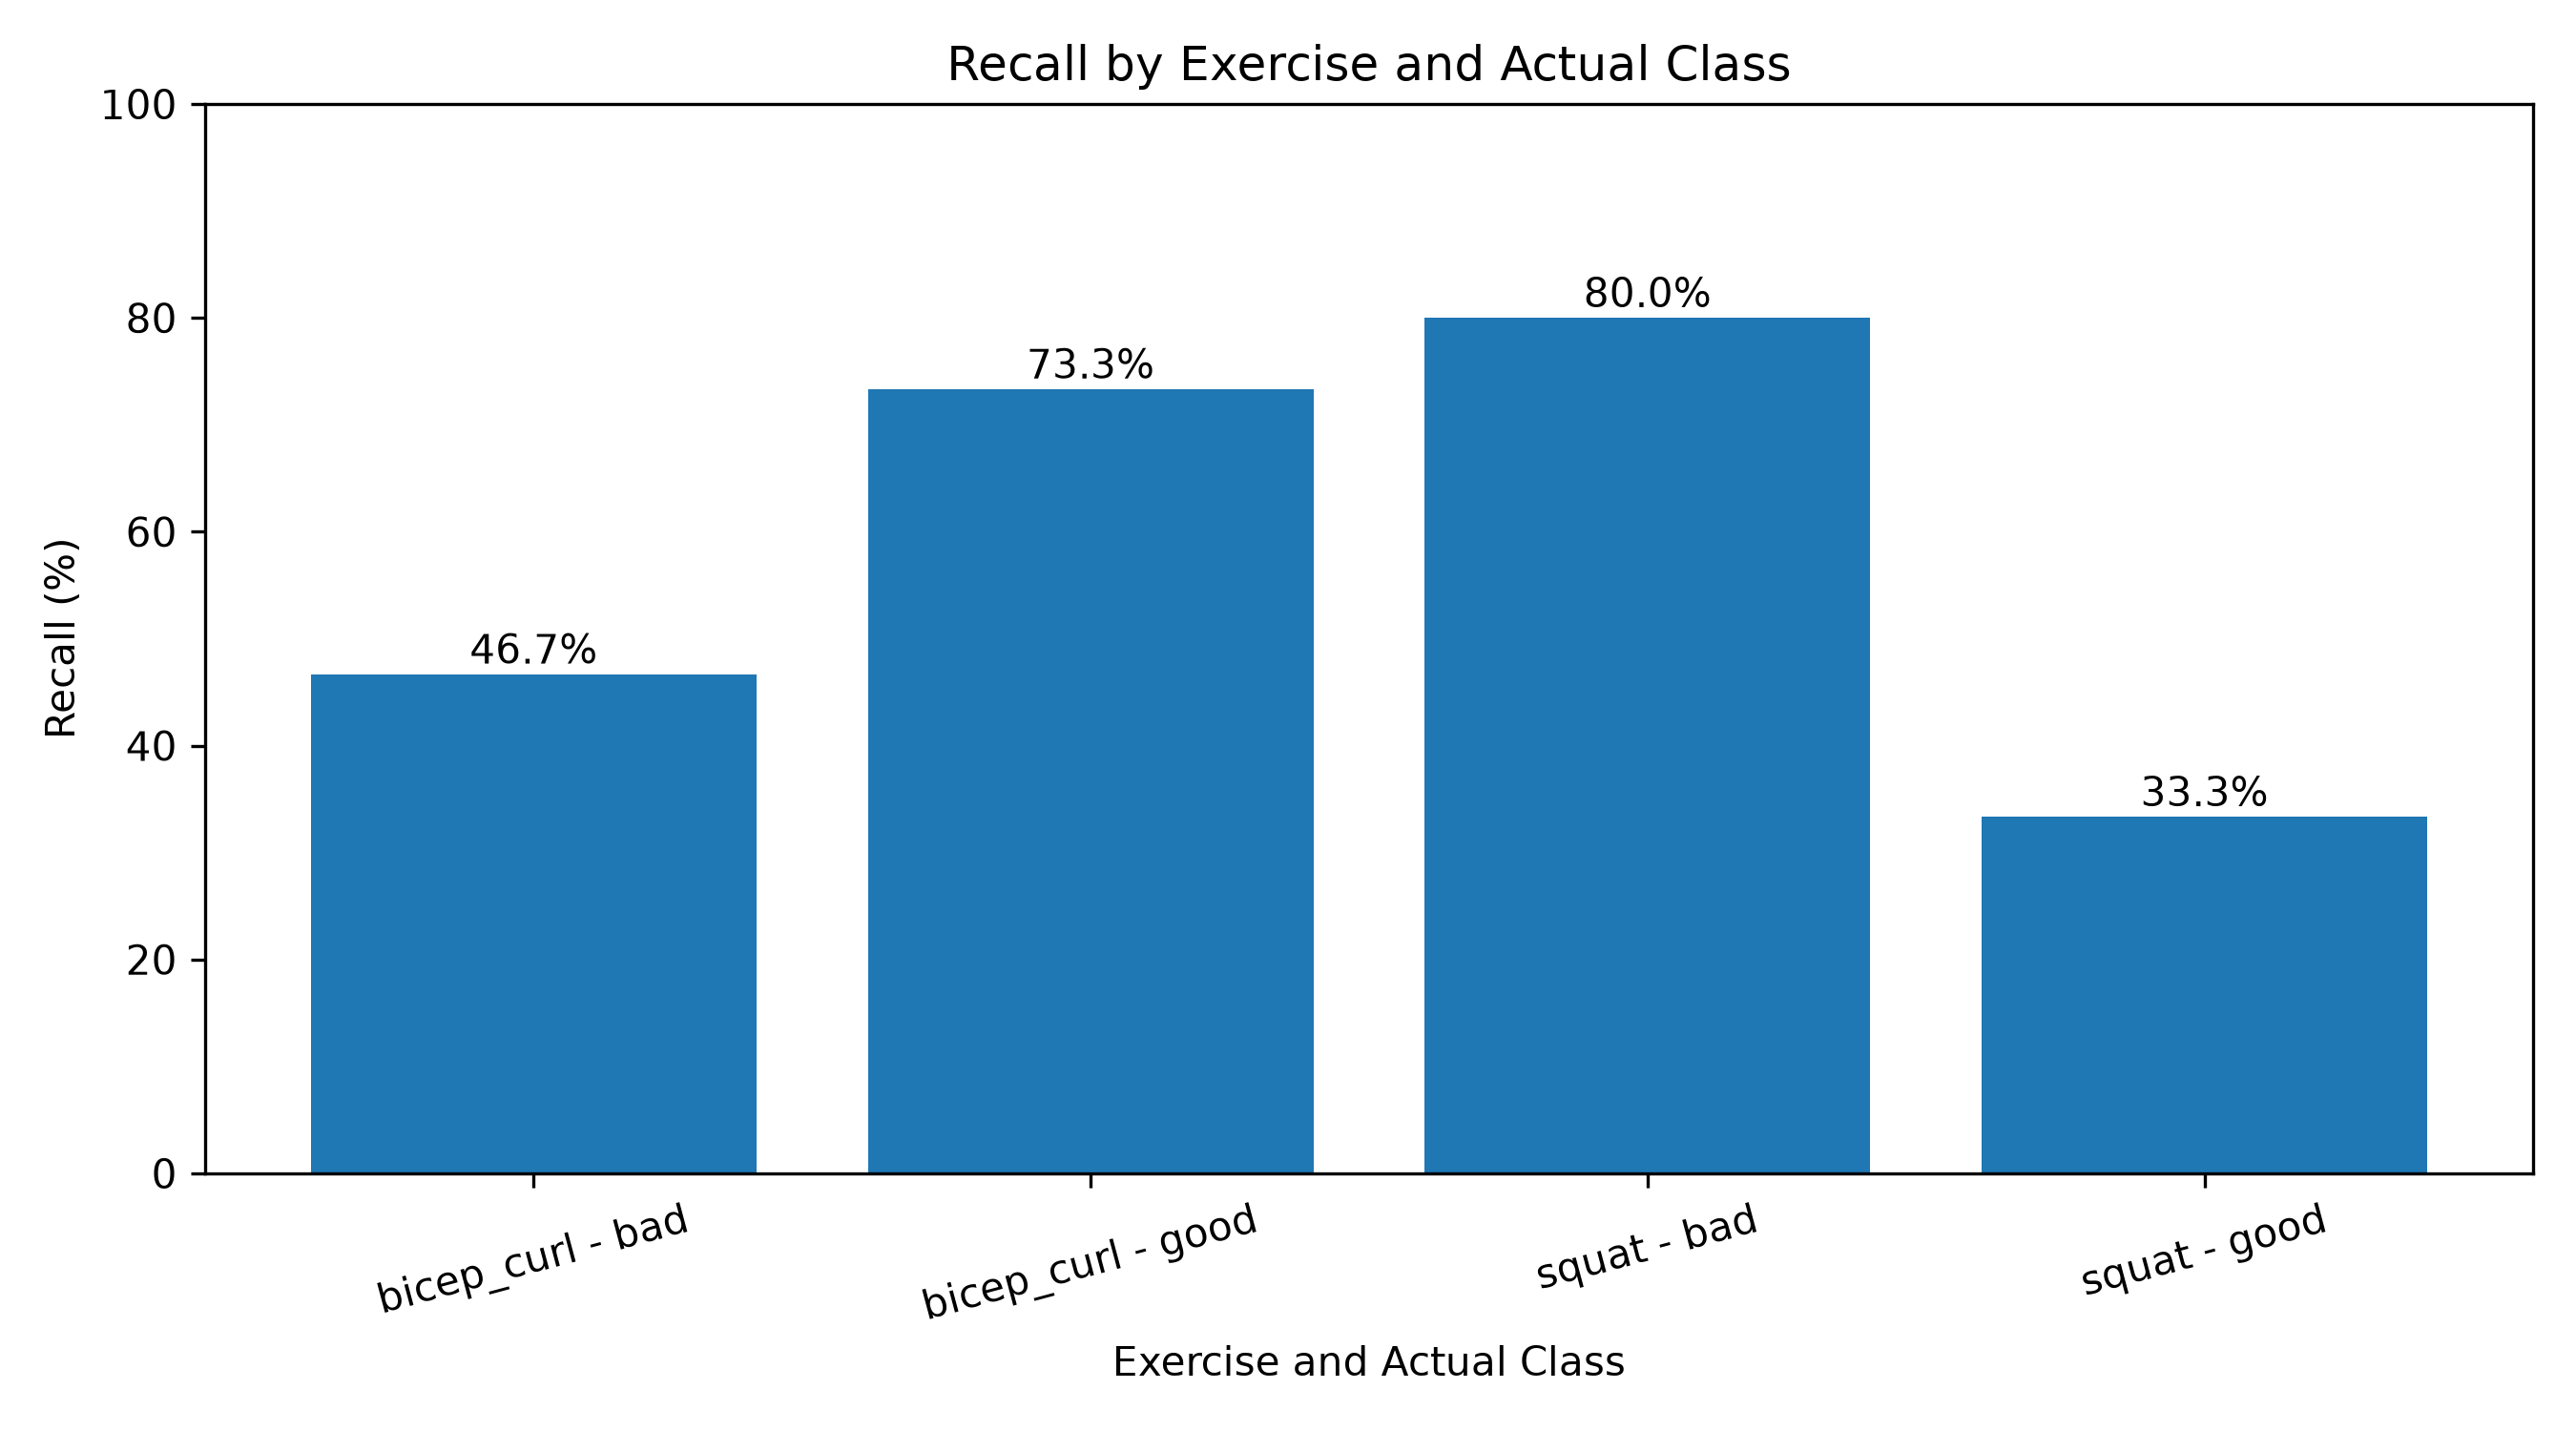 Recall by Exercise and Actual Class
100
80
60
40
20
0
Recall (%)
46.7%
73.3%
80.0%
33.3%
bicep_curl - bad
bicep_curl - good
squat - bad
squat - good
Exercise and Actual Class